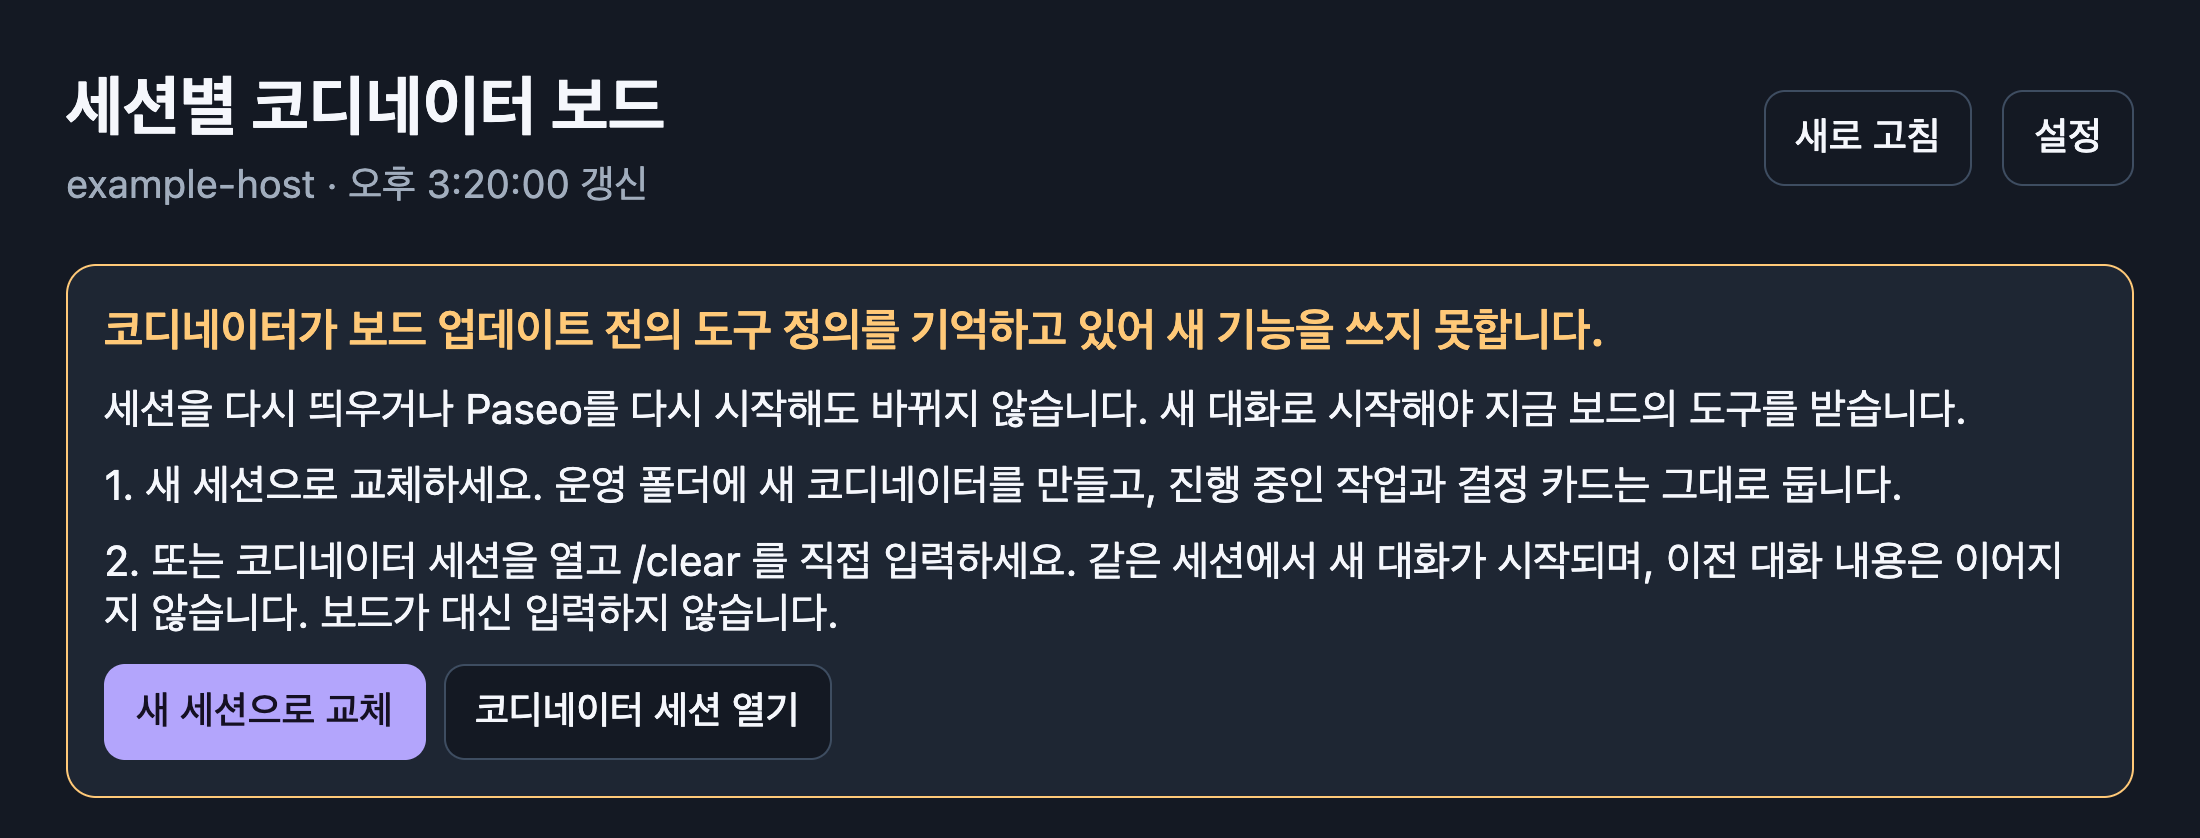 세션별 코디네이터 보드
example-host · 오후 3:20:00 갱신
새로 고침
설정
코디네이터가 보드 업데이트 전의 도구 정의를 기억하고 있어 새 기능을 쓰지 못합니다.
세션을 다시 띄우거나 Paseo를 다시 시작해도 바뀌지 않습니다. 새 대화로 시작해야 지금 보드의 도구를 받습니다.
1. 새 세션으로 교체하세요. 운영 폴더에 새 코디네이터를 만들고, 진행 중인 작업과 결정 카드는 그대로 둡니다.
2. 또는 코디네이터 세션을 열고 /clear 를 직접 입력하세요. 같은 세션에서 새 대화가 시작되며, 이전 대화 내용은 이어지
지 않습니다. 보드가 대신 입력하지 않습니다.
새 세션으로 교체
코디네이터 세션 열기